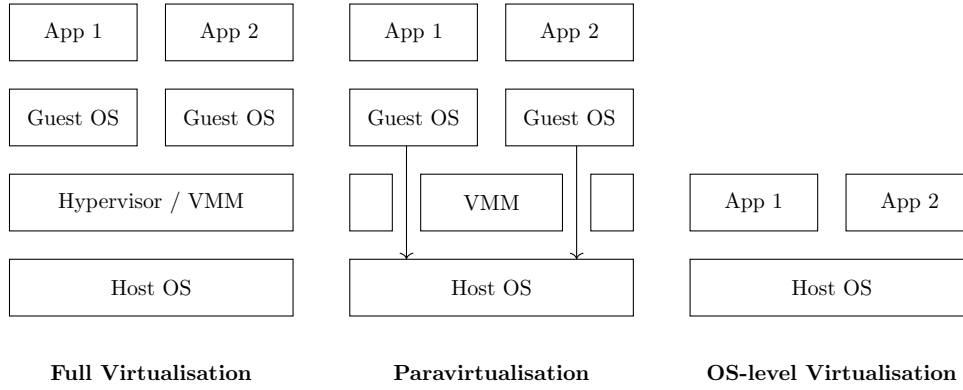 App 1 App 2 App 1 App 2
Guest OS Guest OS Guest OS Guest OS
Hypervisor / VMM VMM App 1 App 2
Host OS Host OS Host OS
Full Virtualisation Paravirtualisation OS-level Virtualisation